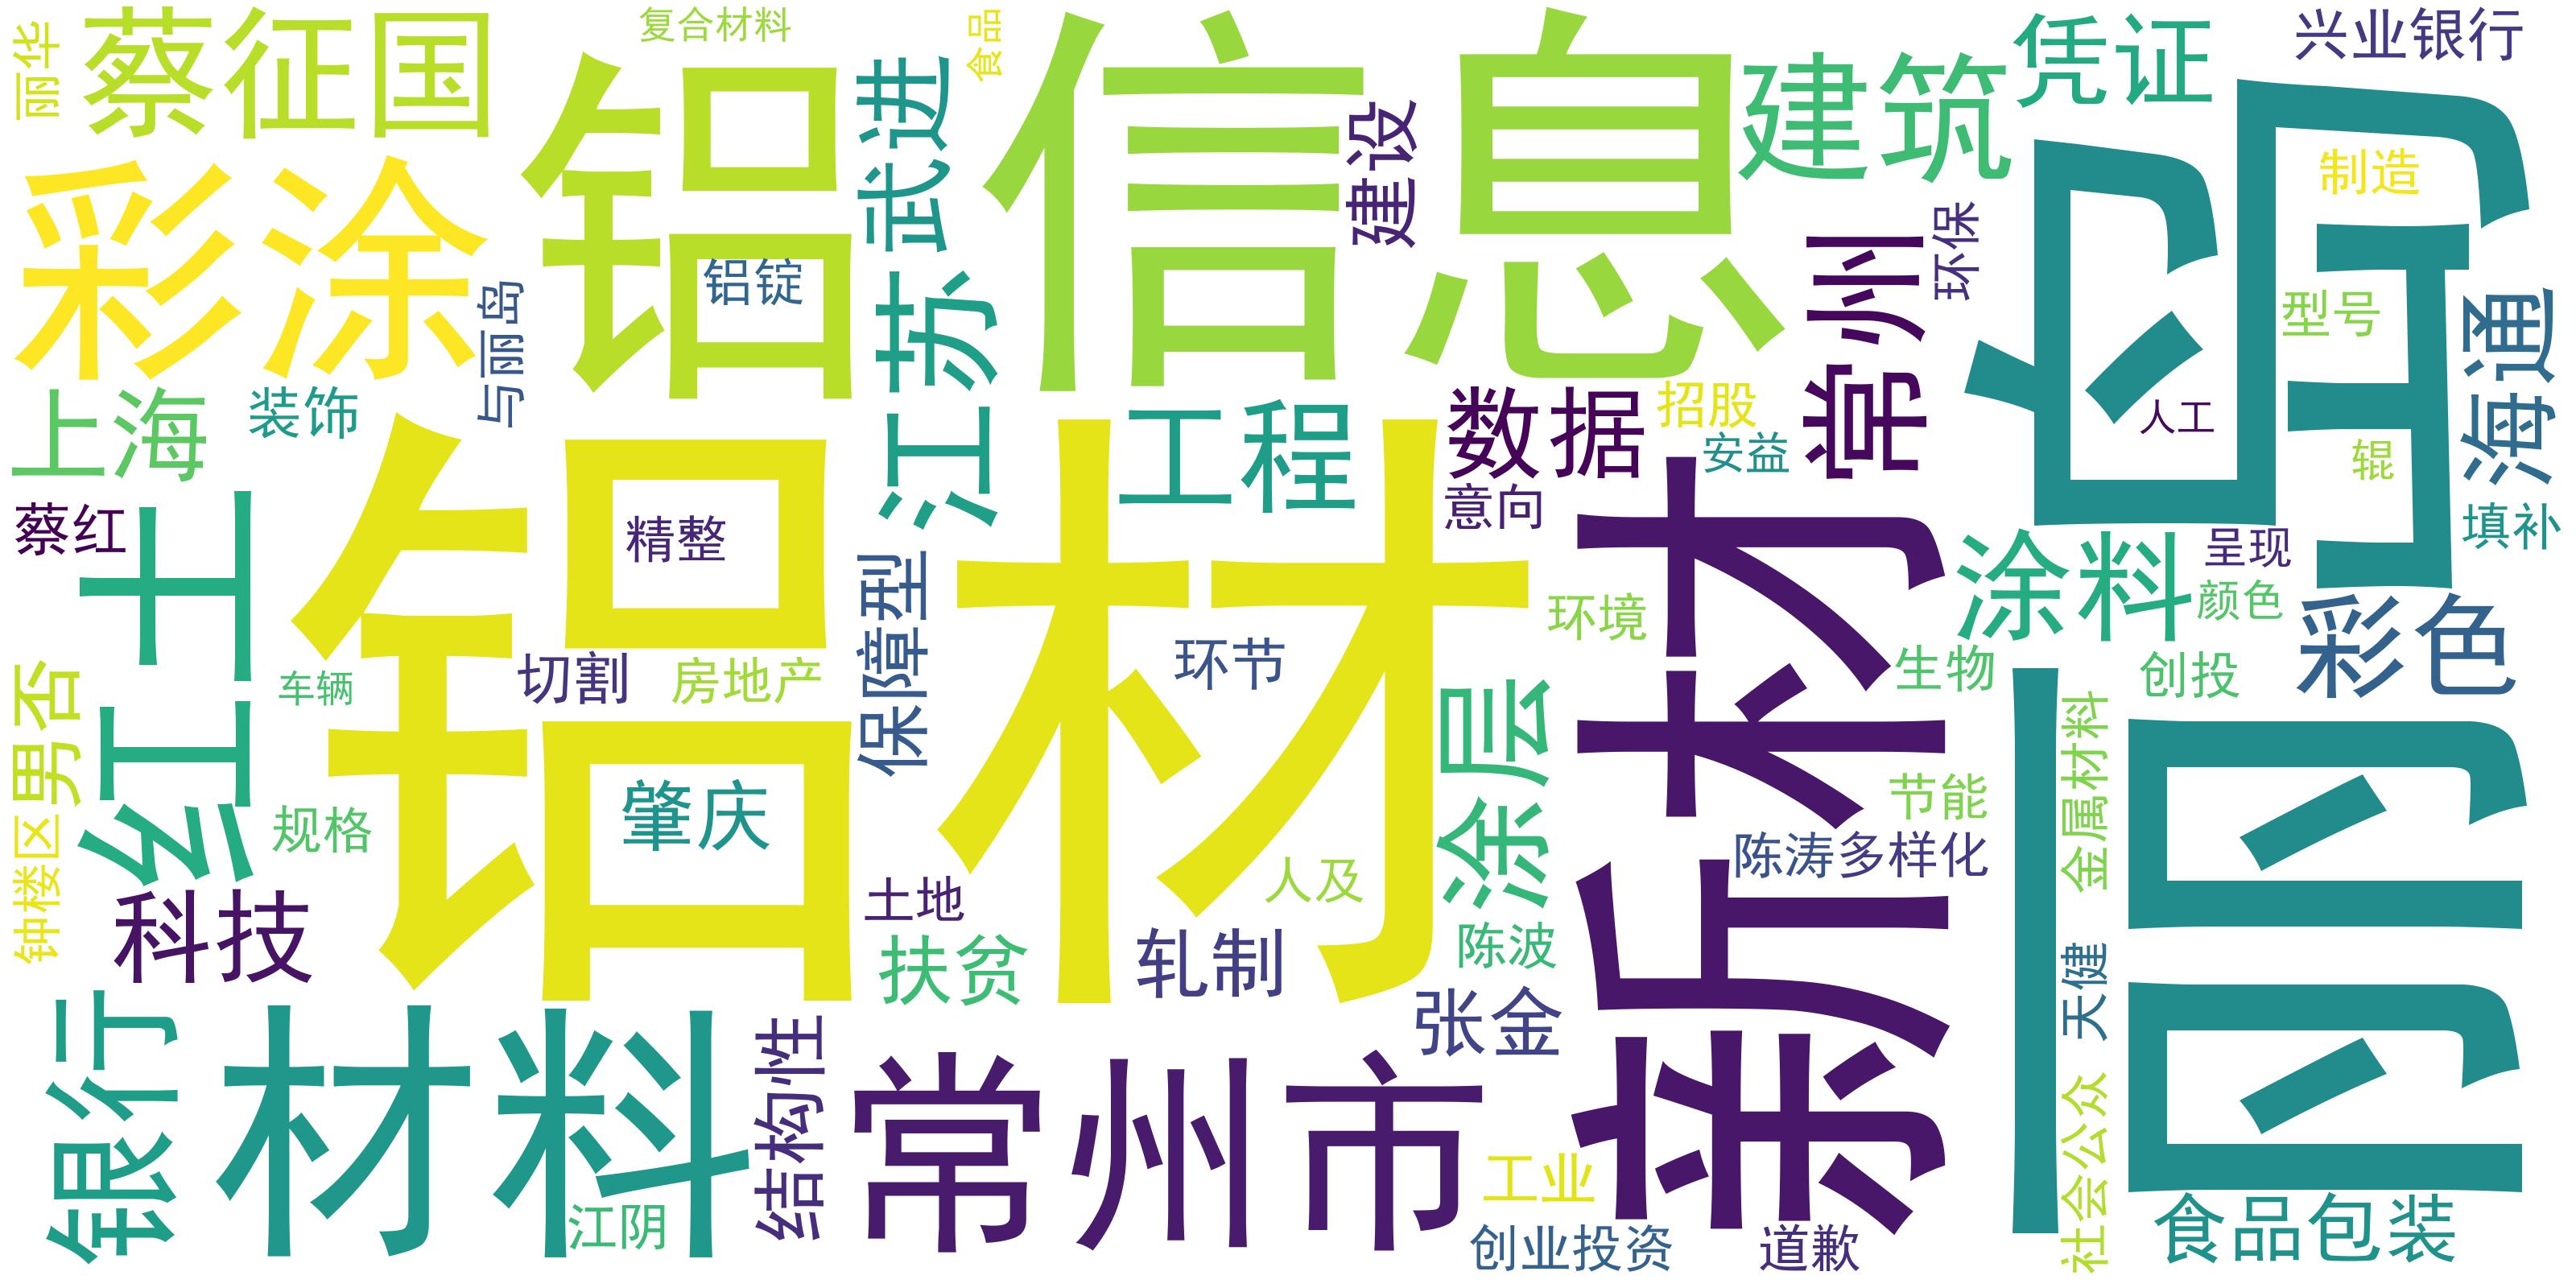 丽华
蔡征国
复合材料
食品
信息
建筑
凭证
兴业银行
彩涂
铝
铝锭
武进
建设
环保
制造
丽岛
型号
海通
与丽岛
江苏
常州
上海
装饰
工程
数据
招股
安益
人工
辊
蔡红
红土
铝材
精整
意向
新材
涂料
呈现
填补
颜色
彩色
保障型
环境
环节
切割
房地产
车辆
男否
涂层
生物
创投
金属材料
规格
肇庆
节能
陈涛
多样化
钟楼区
科技
土地
人及
扶贫
轧制
陈波
天健
银行
材料
江阴
结构性
常州市
张金
工业
创业投资
道歉
社会公众
食品包装